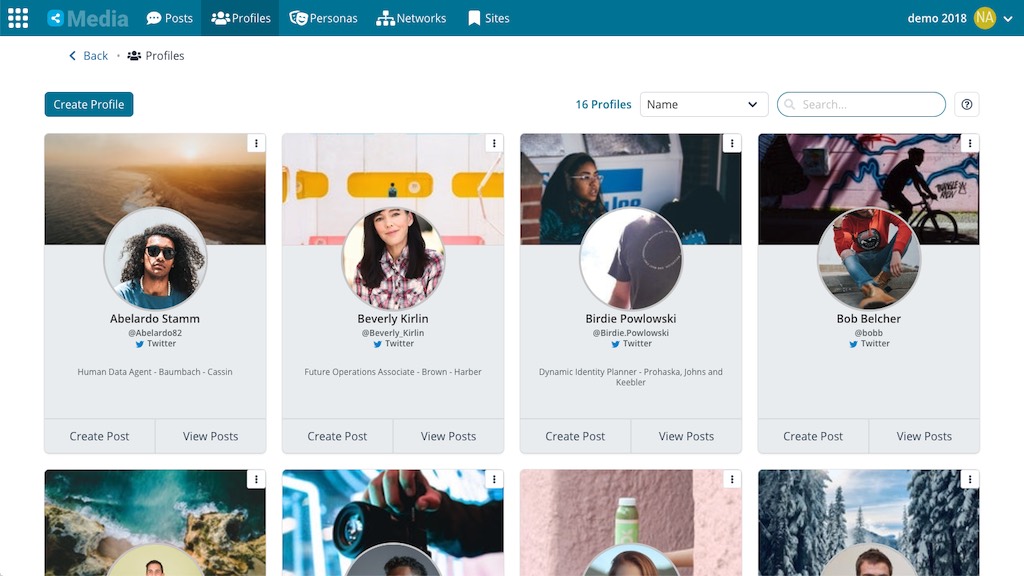 Media
Posts
Profiles
Personas
Networks
Sites
demo 2018
NA
Back
Profiles
Create Profile
16 Profiles
Name
Search...
Abelardo Stamm
@Abelardo82
Twitter
Human Data Agent - Baumbach - Cassin
Create Post
View Posts
Beverly Kirlin
@Beverly_Kirlin
Twitter
Future Operations Associate - Brown - Harber
Create Post
View Posts
Birdie Powlowski
@Birdie.Powlowski
Twitter
Dynamic Identity Planner - Prohaska, Johns and
Keebler
Create Post
View Posts
Bob Belcher
@bobb
Twitter
Create Post
View Posts